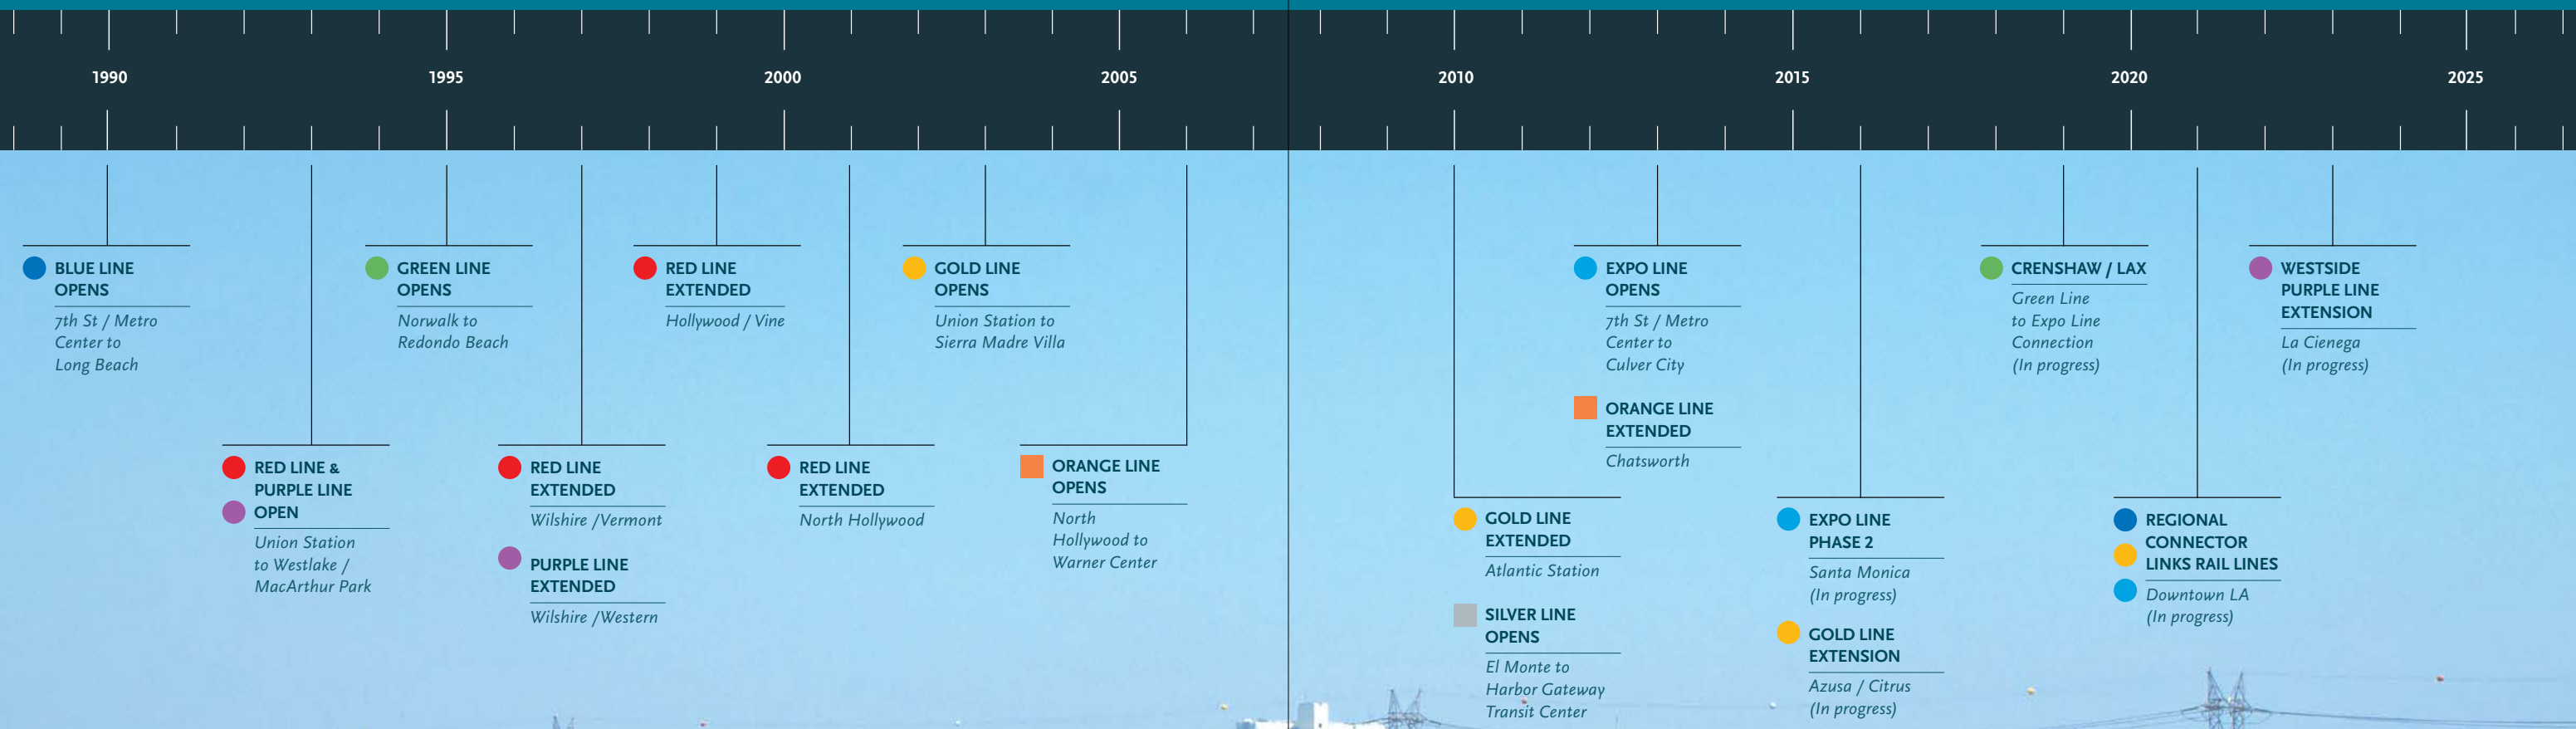 1990
1995
2000
2005
2010
2015
2020
2025
BLUE LINE
OPENS
7th St / Metro
Center to
Long Beach
RED LINE &
PURPLE LINE
OPEN
Union Station
to Westlake /
MacArthur Park
GREEN LINE
OPENS
Norwalk to
Redondo Beach
RED LINE
EXTENDED
Wilshire /Vermont
PURPLE LINE
EXTENDED
Wilshire /Western
RED LINE
EXTENDED
Hollywood / Vine
RED LINE
EXTENDED
North Hollywood
GOLD LINE
OPENS
Union Station to
Sierra Madre Villa
ORANGE LINE
OPENS
North
Hollywood to
Warner Center
GOLD LINE
EXTENDED
Atlantic Station
SILVER LINE
OPENS
El Monte to
Harbor Gateway
Transit Center
EXPO LINE
OPENS
7th St / Metro
Center to
Culver City
ORANGE LINE
EXTENDED
Chatsworth
EXPO LINE
PHASE 2
Santa Monica
(In progress)
GOLD LINE
EXTENSION
Azusa / Citrus
(In progress)
CRENSHAW / LAX
Green Line
to Expo Line
Connection
(In progress)
REGIONAL
CONNECTOR
LINKS RAIL LINES
Downtown LA
(In progress)
WESTSIDE
PURPLE LINE
EXTENSION
La Cienega
(In progress)